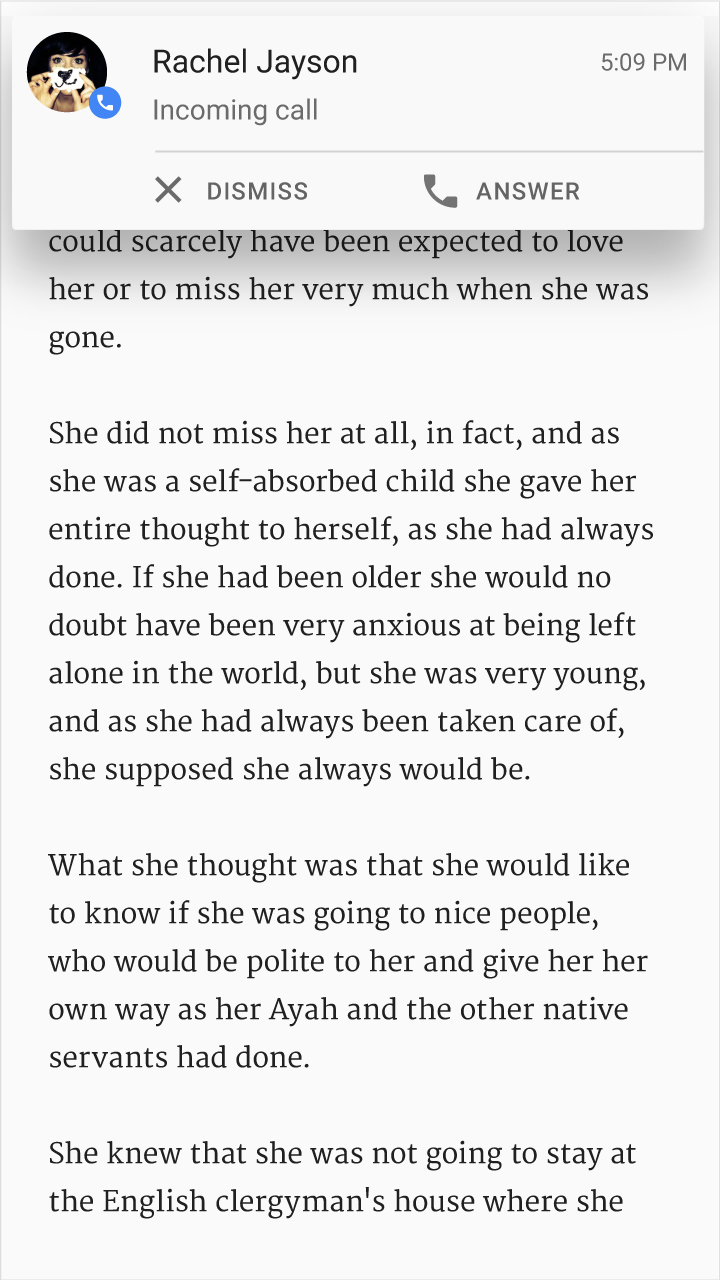 Rachel Jayson
5:09 PM
Incoming call
DISMISS
ANSWER
could scarcely have been expected to love
her or to miss her very much when she was
gone.
She did not miss her at all, in fact, and as
she was a self-absorbed child she gave her
entire thought to herself, as she had always
done. If she had been older she would no
doubt have been very anxious at being left
alone in the world, but she was very young,
and as she had always been taken care of,
she supposed she always would be.
What she thought was that she would like
to know if she was going to nice people,
who would be polite to her and give her her
own way as her Ayah and the other native
servants had done.
She knew that she was not going to stay at
the English clergyman's house where she